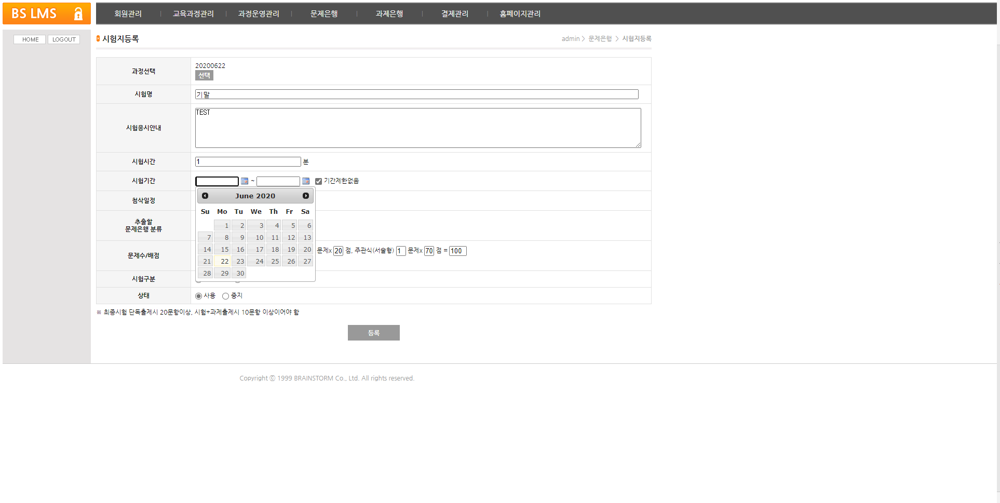 BS LMS
회원관리 | 교육과정관리 | 과정운영관리 | 문제은행 | 과제은행 | 결제관리 | 홈페이지관리
HOME LOGOUT
시험지등록
admin > 문제은행 > 시험지등록
과정선택
20200622
선택
시험명
기말
시험응시안내
TEST
시험시간
1 분
시험기간
~ 기간제한없음
June 2020
Su Mo Tu We Th Fr Sa
1 2 3 4 5 6
7 8 9 10 11 12 13
14 15 16 17 18 19 20
21 22 23 24 25 26 27
28 29 30
첨삭일정
추출할
문제은행 분류
문제수/배점
문제x 20 점, 주관식(서술형) 1 문제x 70 점 = 100
시험구분
상태
사용 중지
※ 최종시험 단독출제시 20문항이상, 시험+과제출제시 10문항 이상이어야 함
등록
Copyright ⓒ 1999 BRAINSTORM Co., Ltd. All rights reserved.